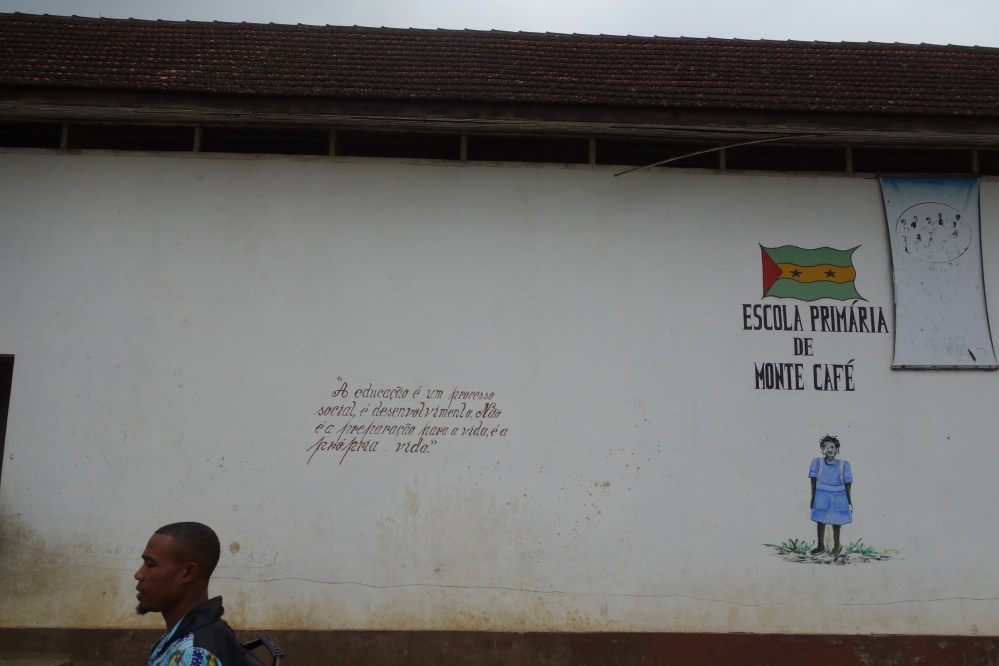 "A educação é um processo
social, é desenvolvimento. Não
é a preparação para a vida, é a
própria vida."
ESCOLA PRIMÁRIA
DE
MONTE CAFÉ